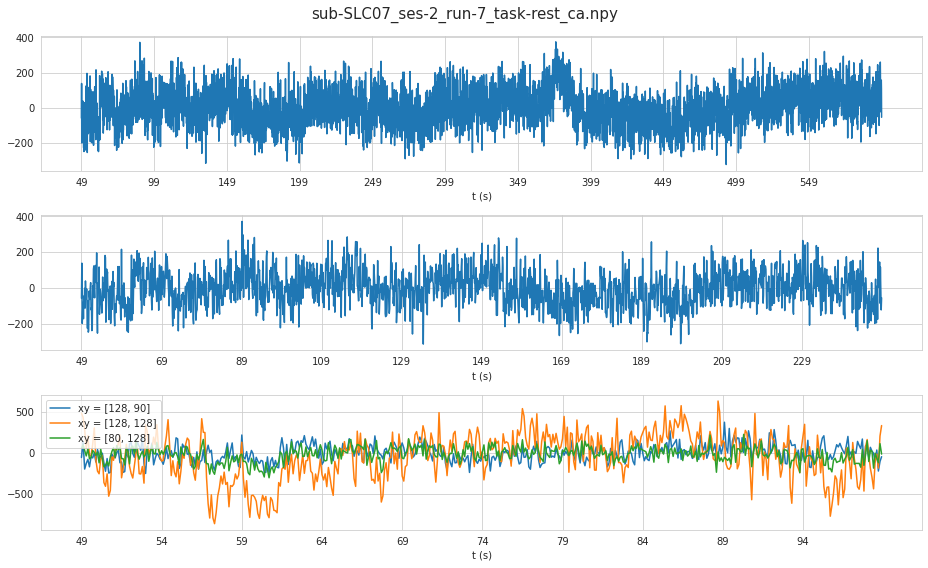 sub-SLC07_ses-2_run-7_task-rest_ca.npy
400
200
0
−200
49 99 149 199 249 299 349 399 449 499 549
t (s)
400
200
0
−200
49 69 89 109 129 149 169 189 209 229
t (s)
xy = [128, 90]
xy = [128, 128]
xy = [80, 128]
500
0
−500
49 54 59 64 69 74 79 84 89 94
t (s)